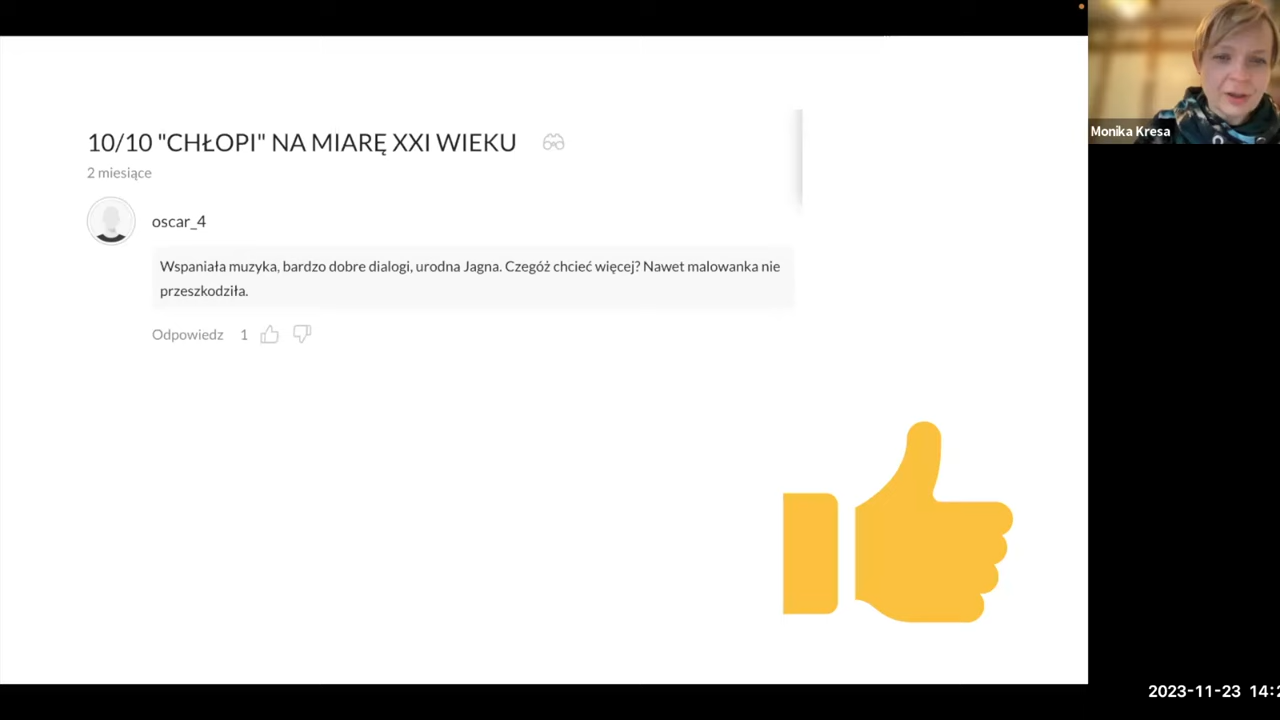 10/10 "CHŁOPI" NA MIARĘ XXI WIEKU
2 miesiące
oscar_4
Wspaniała muzyka, bardzo dobre dialogi, urodna Jagna. Czegóż chcieć więcej? Nawet malowanka nie
przeszkodziła.
Odpowiedz 1
Monika Kresa
2023-11-23 14:2